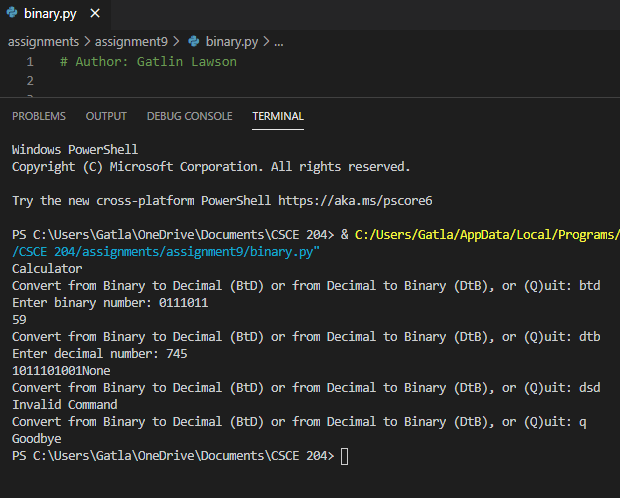 binary.py ×
assignments > assignment9 > binary.py > ...
1 # Author: Gatlin Lawson
2
PROBLEMS OUTPUT DEBUG CONSOLE TERMINAL
Windows PowerShell
Copyright (C) Microsoft Corporation. All rights reserved.
Try the new cross-platform PowerShell https://aka.ms/pscore6
PS C:\Users\Gatla\OneDrive\Documents\CSCE 204> & C:/Users/Gatla/AppData/Local/Programs/
/CSCE 204/assignments/assignment9/binary.py"
Calculator
Convert from Binary to Decimal (BtD) or from Decimal to Binary (DtB), or (Q)uit: btd
Enter binary number: 0111011
59
Convert from Binary to Decimal (BtD) or from Decimal to Binary (DtB), or (Q)uit: dtb
Enter decimal number: 745
1011101001None
Convert from Binary to Decimal (BtD) or from Decimal to Binary (DtB), or (Q)uit: dsd
Invalid Command
Convert from Binary to Decimal (BtD) or from Decimal to Binary (DtB), or (Q)uit: q
Goodbye
PS C:\Users\Gatla\OneDrive\Documents\CSCE 204>